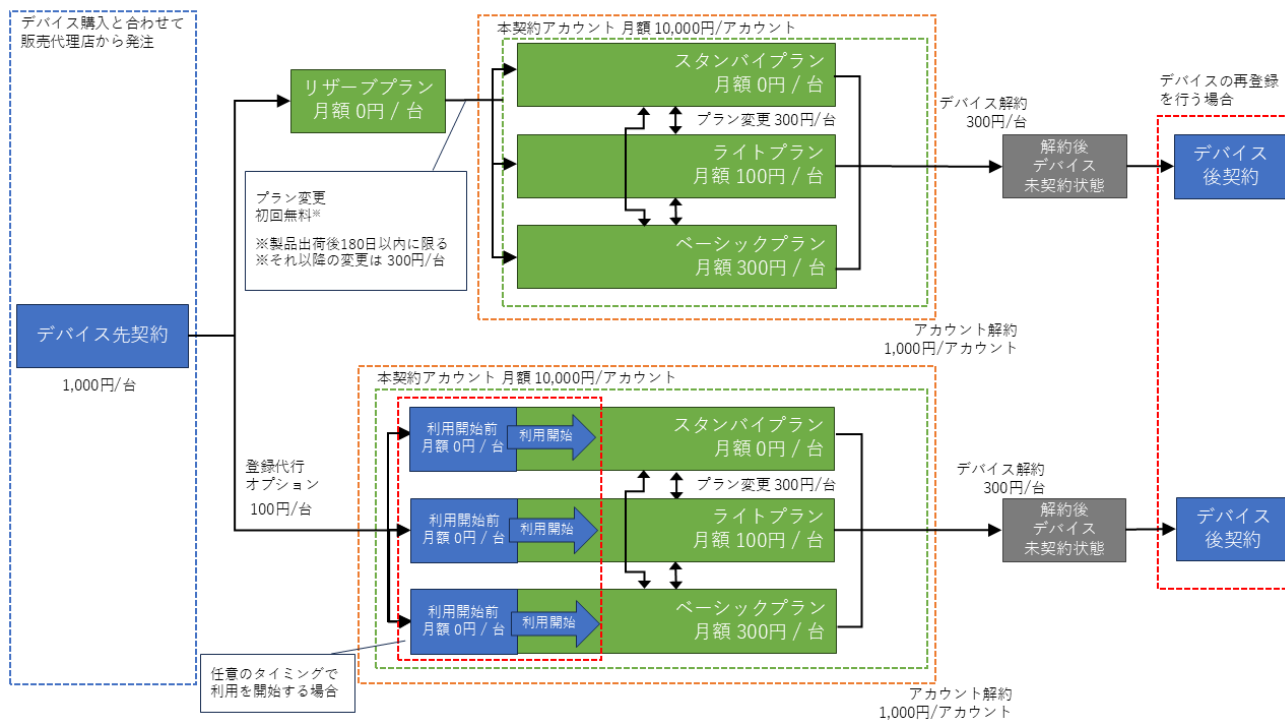 デバイス購入と合わせて
販売代理店から発注
デバイス先契約
1,000円/台
リザーブプラン
月額 0円 / 台
プラン変更
初回無料※
※製品出荷後180日以内に限る
※それ以降の変更は 300円/台
本契約アカウント 月額 10,000円/アカウント
スタンバイプラン
月額 0円 / 台
プラン変更 300円/台
ライトプラン
月額 100円 / 台
ベーシックプラン
月額 300円 / 台
アカウント解約
1,000円/アカウント
デバイス解約
300円/台
解約後
デバイス
未契約状態
デバイスの再登録
を行う場合
デバイス
後契約
登録代行
オプション
100円/台
本契約アカウント 月額 10,000円/アカウント
利用開始前
月額 0円 / 台
利用開始
スタンバイプラン
月額 0円 / 台
プラン変更 300円/台
利用開始前
月額 0円 / 台
利用開始
ライトプラン
月額 100円 / 台
利用開始前
月額 0円 / 台
利用開始
ベーシックプラン
月額 300円 / 台
任意のタイミングで
利用を開始する場合
アカウント解約
1,000円/アカウント
デバイス解約
300円/台
解約後
デバイス
未契約状態
デバイス
後契約